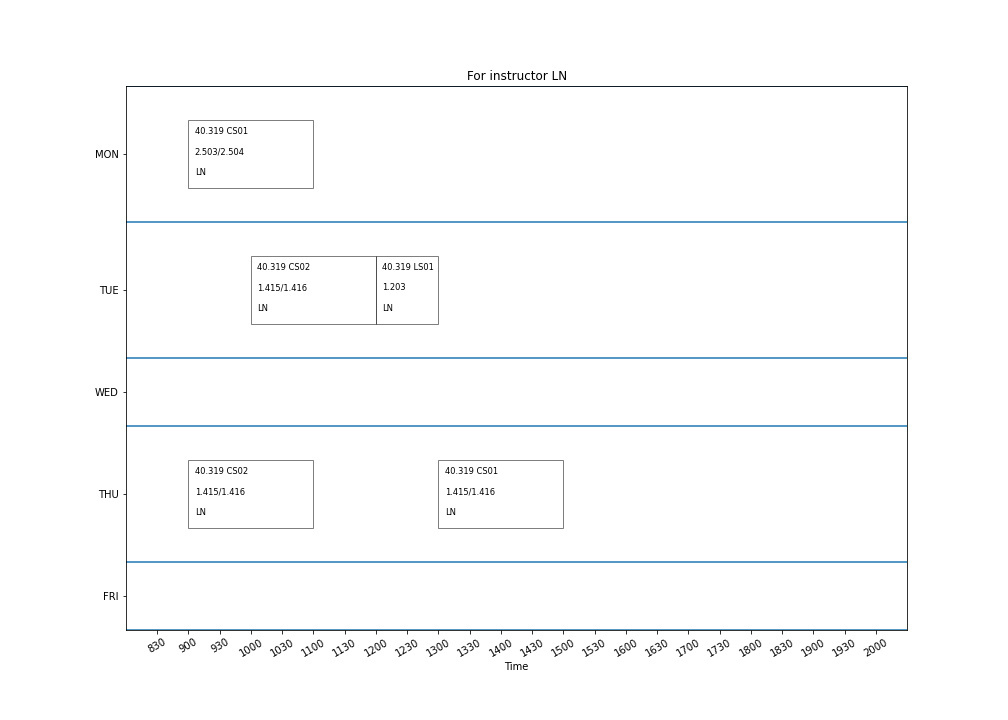 For instructor LN
MON
40.319 CS01
2.503/2.504
LN
TUE
40.319 CS02
1.415/1.416
LN
40.319 LS01
1.203
LN
WED
THU
40.319 CS02
1.415/1.416
LN
40.319 CS01
1.415/1.416
LN
FRI
830 900 930 1000 1030 1100 1130 1200 1230 1300 1330 1400 1430 1500 1530 1600 1630 1700 1730 1800 1830 1900 1930 2000
Time